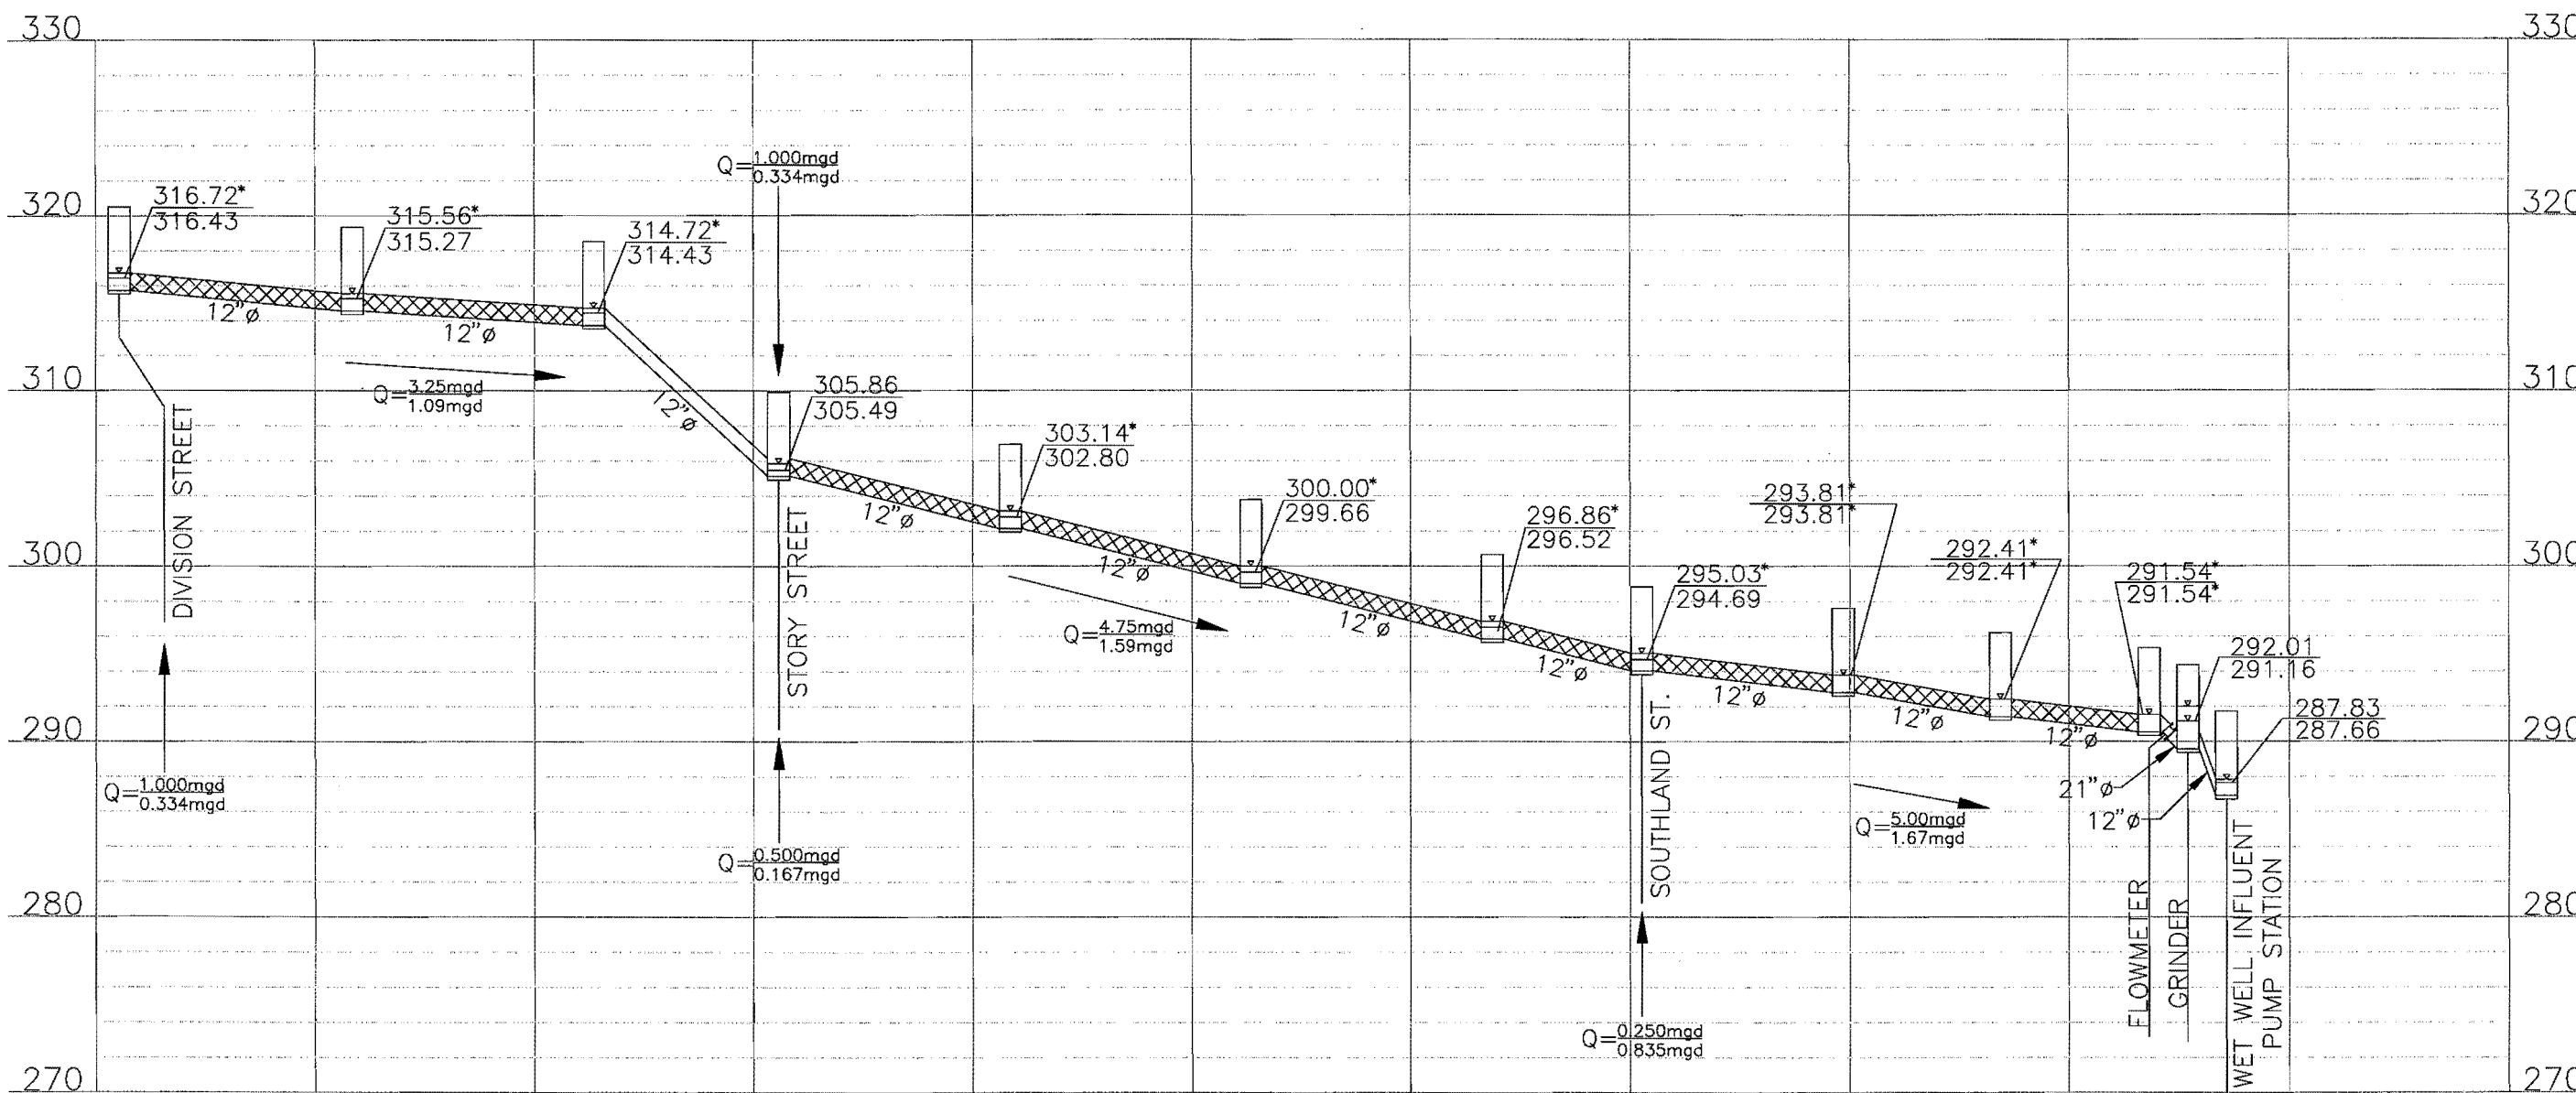 330
330
Q=1.000mgd
0.334mgd
320
316.72*
316.43
315.56*
315.27
314.72*
314.43
320
12"ø
12"ø
310
Q=3.25mgd
1.09mgd
12"ø
305.86
305.49
310
DIVISION STREET
303.14*
302.80
300.00*
299.66
293.81*
293.81*
296.86*
296.52
12"ø
STORY STREET
300
12"ø
292.41*
292.41*
300
295.03*
294.69
291.54*
291.54*
Q=4.75mgd
1.59mgd
12"ø
12"ø
292.01
291.16
12"ø
12"ø
12"ø
287.83
287.66
290
290
SOUTHLAND ST.
21"ø
12"ø
Q=1.000mgd
0.334mgd
Q=5.00mgd
1.67mgd
Q=0.500mgd
0.167mgd
280
280
FLOWMETER
GRINDER
WET WELL INFLUENT
PUMP STATION
Q=0.250mgd
0.835mgd
270
270